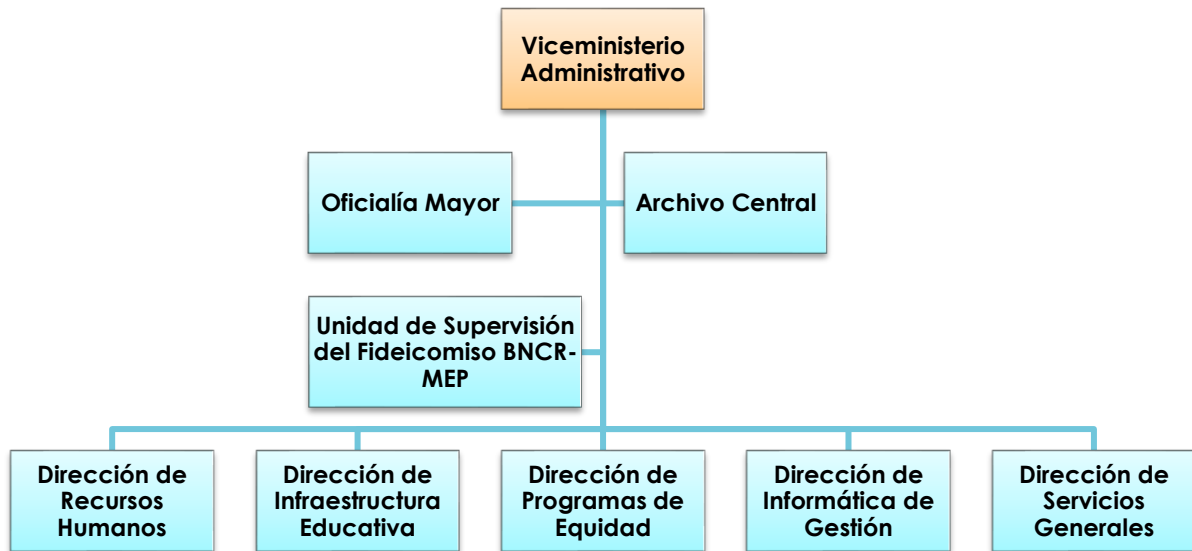 Viceministerio
Administrativo
Oficialía Mayor
Archivo Central
Unidad de Supervisión
del Fideicomiso BNCR-
MEP
Dirección de
Recursos
Humanos
Dirección de
Infraestructura
Educativa
Dirección de
Programas de
Equidad
Dirección de
Informática de
Gestión
Dirección de
Servicios
Generales